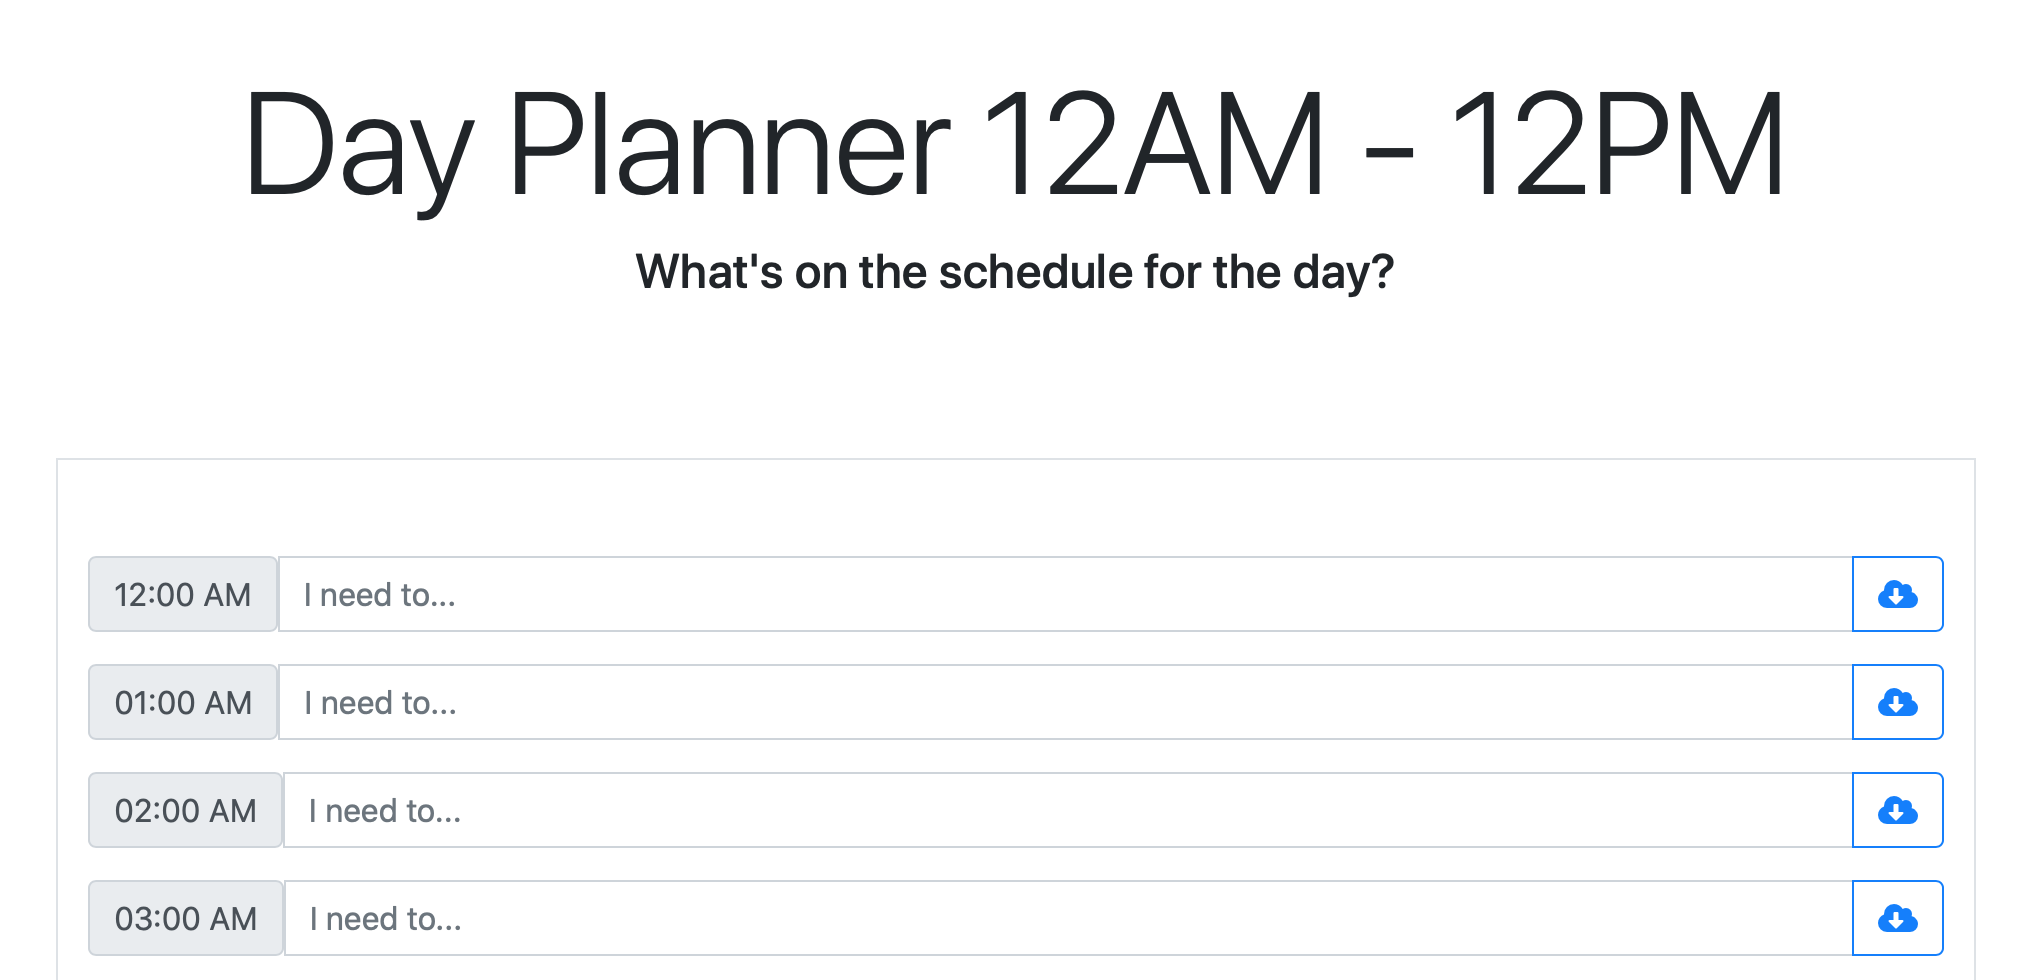 Day Planner 12AM - 12PM
What's on the schedule for the day?
12:00 AM I need to...
01:00 AM I need to...
02:00 AM I need to...
03:00 AM I need to...